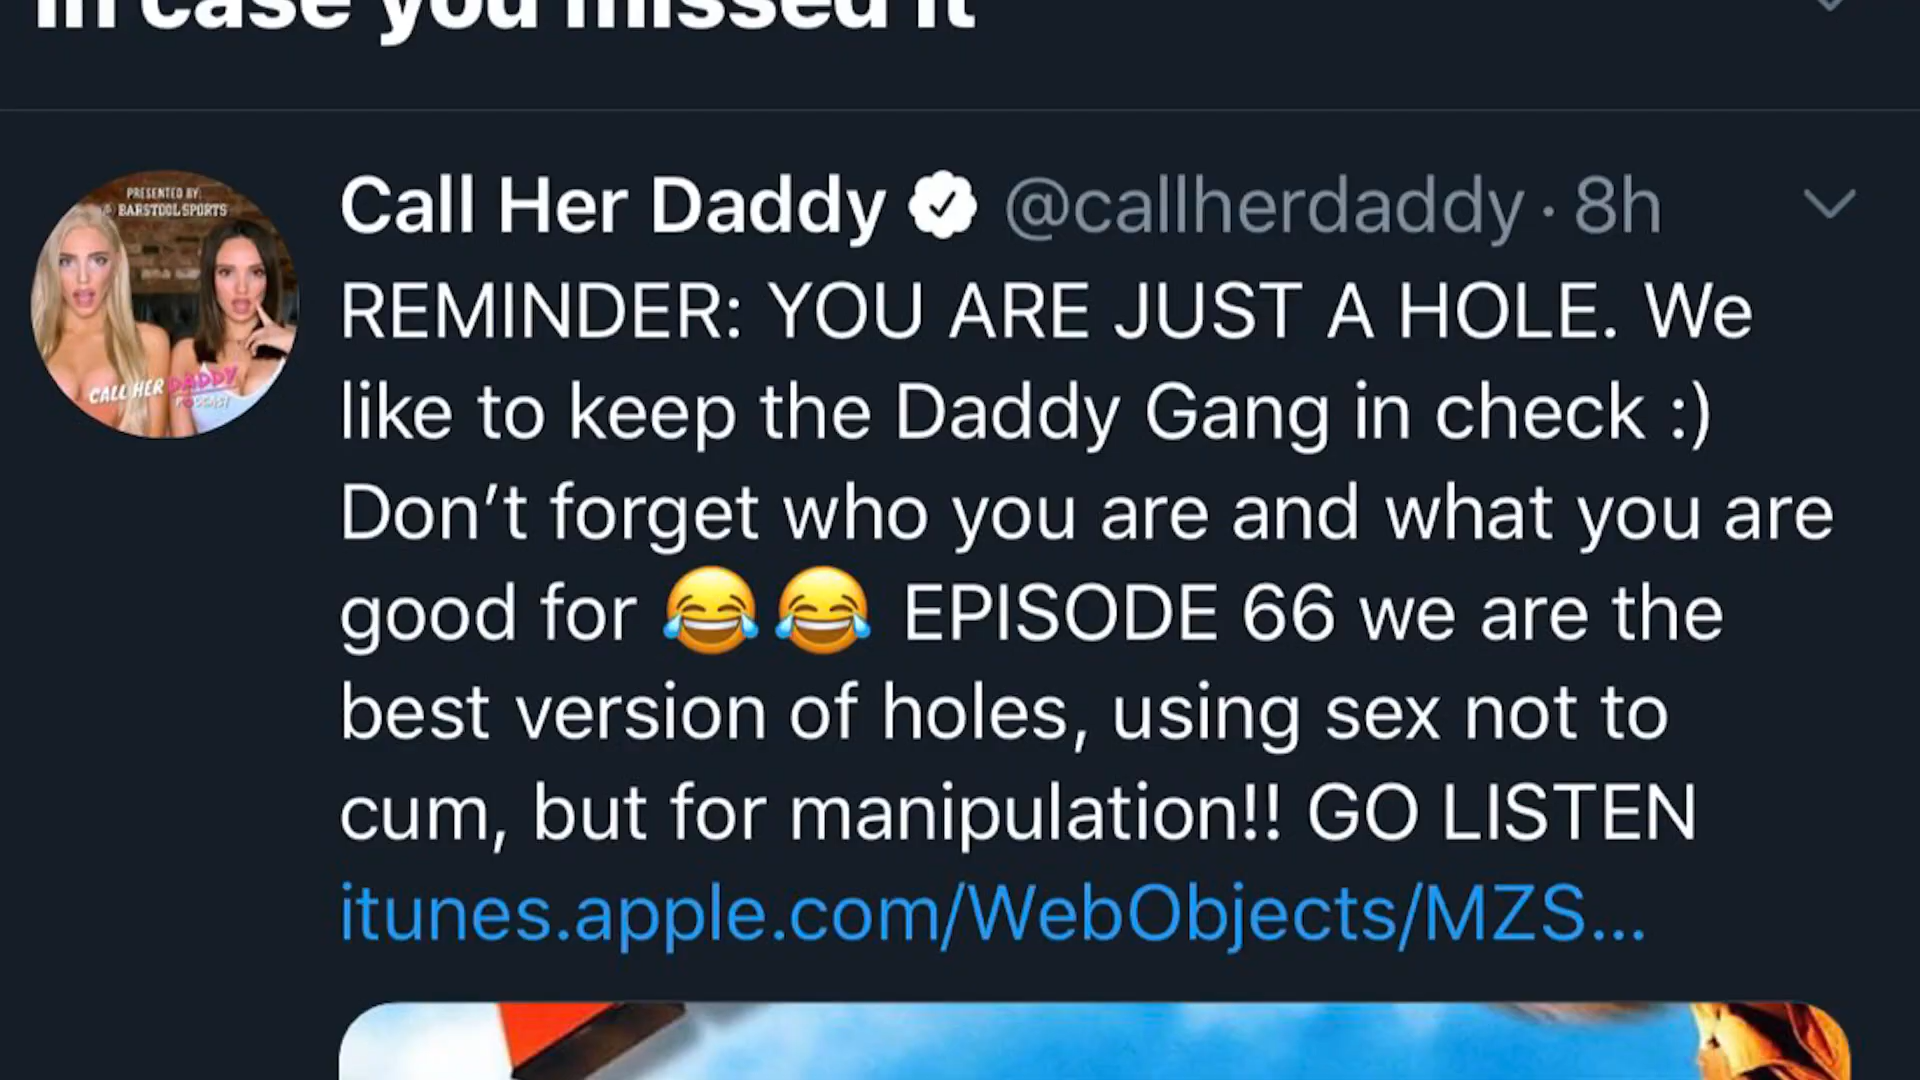 In case you missed it
PRESENTED BY:
BARSTOOL SPORTS
CALL HER DADDY
PODCAST
Call Her Daddy @callherdaddy · 8h
REMINDER: YOU ARE JUST A HOLE. We
like to keep the Daddy Gang in check :)
Don’t forget who you are and what you are
good for 😂😂 EPISODE 66 we are the
best version of holes, using sex not to
cum, but for manipulation!! GO LISTEN
itunes.apple.com/WebObjects/MZS...